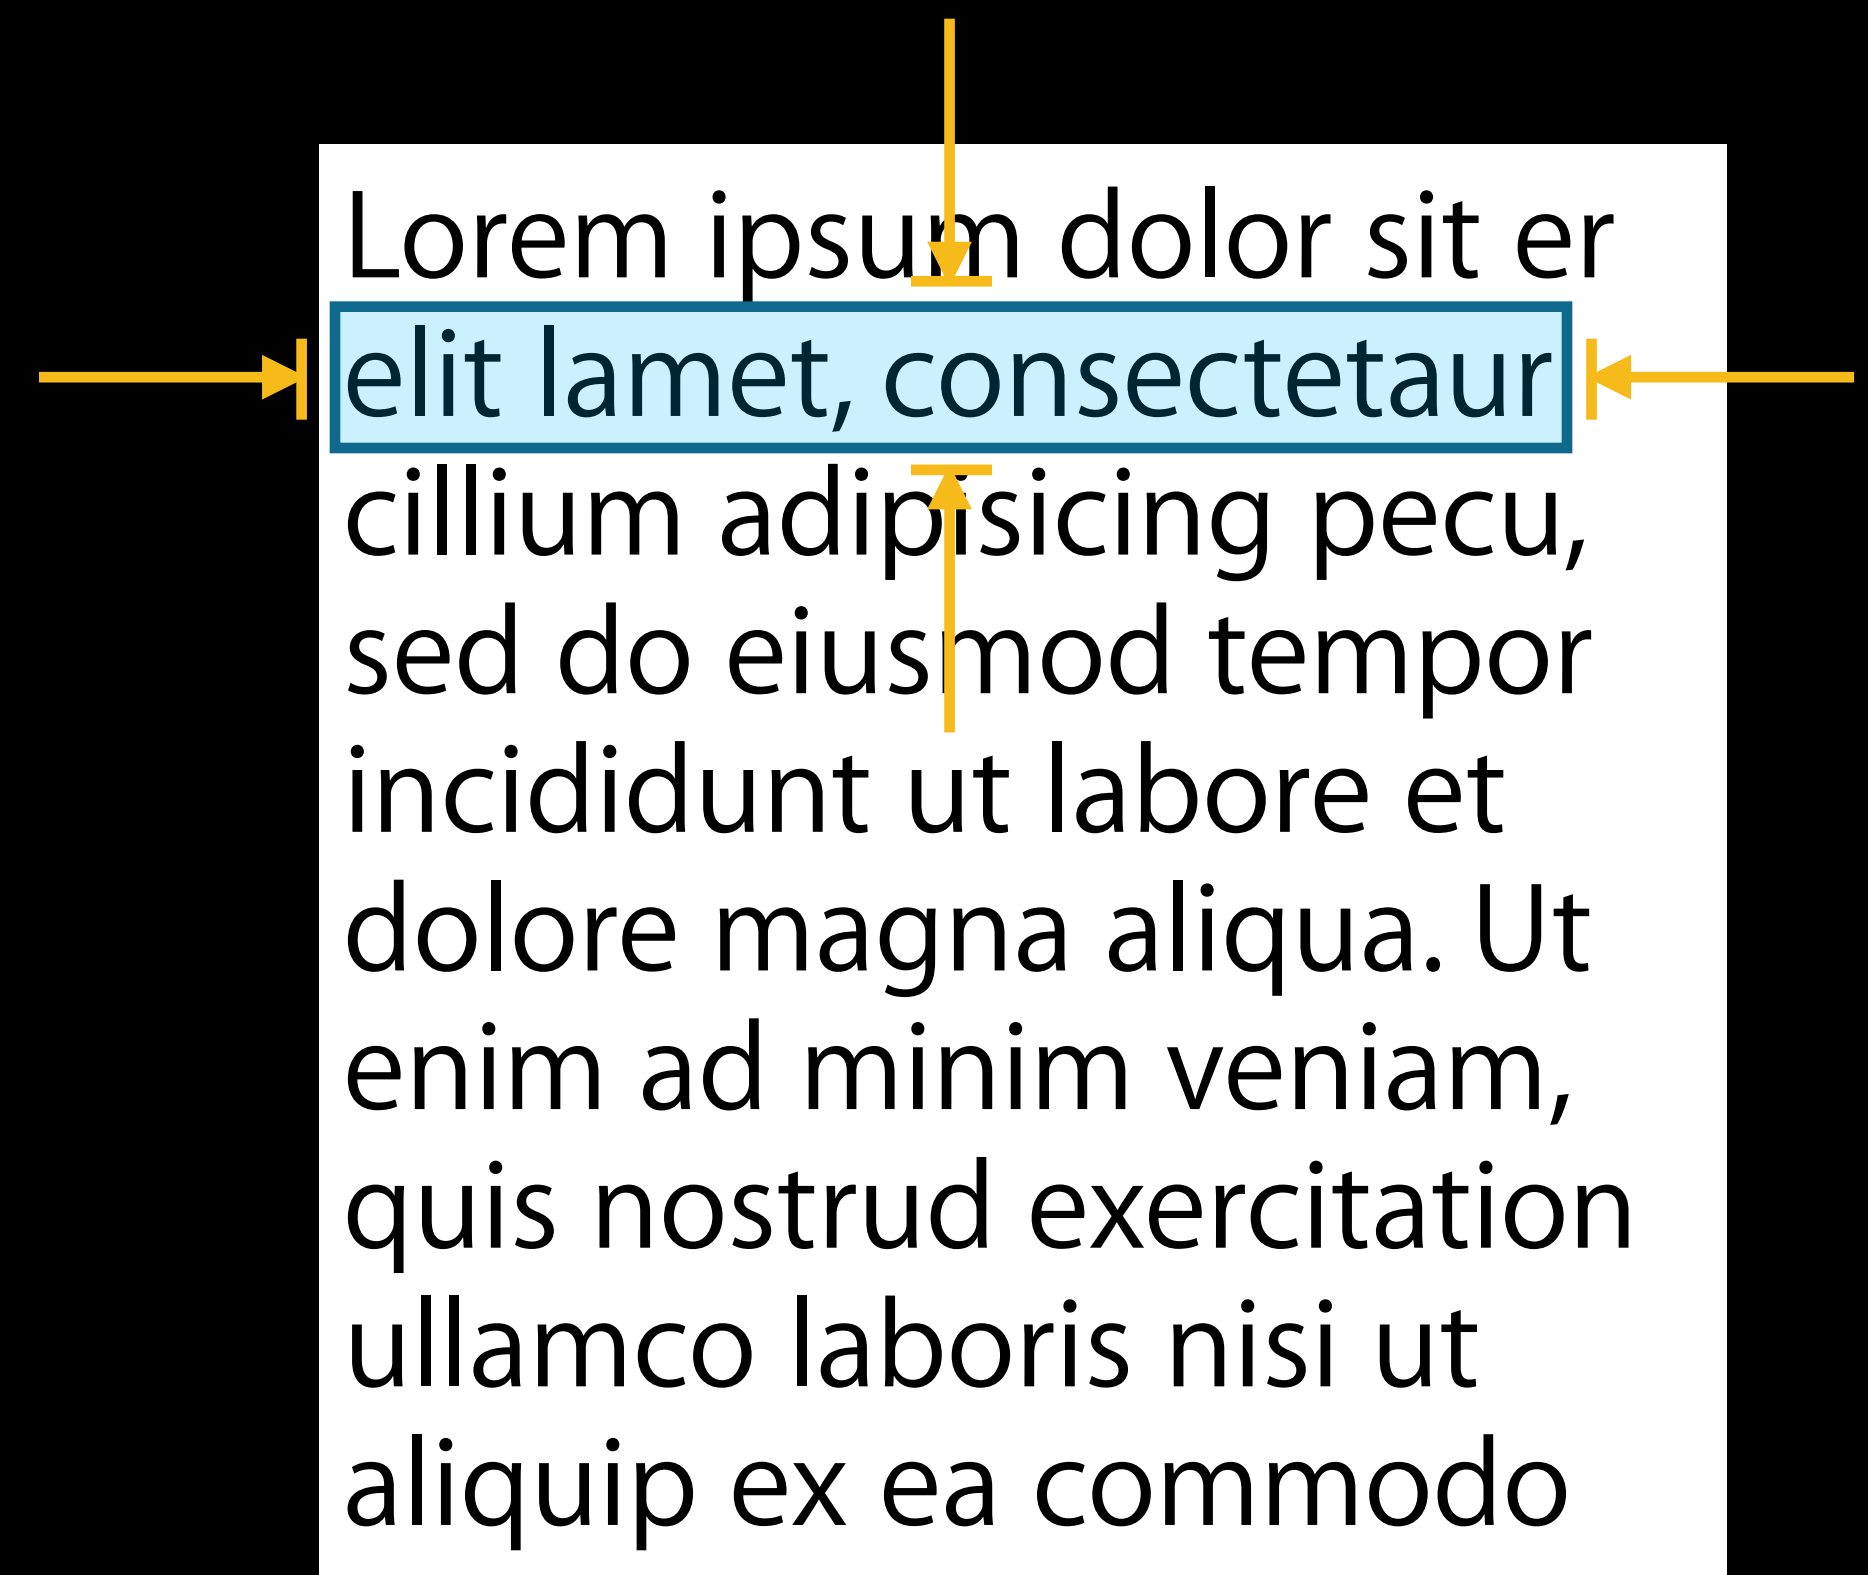 Lorem ipsum dolor sit er
elit lamet, consectetaur
cillium adipisicing pecu,
sed do eiusmod tempor
incididunt ut labore et
dolore magna aliqua. Ut
enim ad minim veniam,
quis nostrud exercitation
ullamco laboris nisi ut
aliquip ex ea commodo